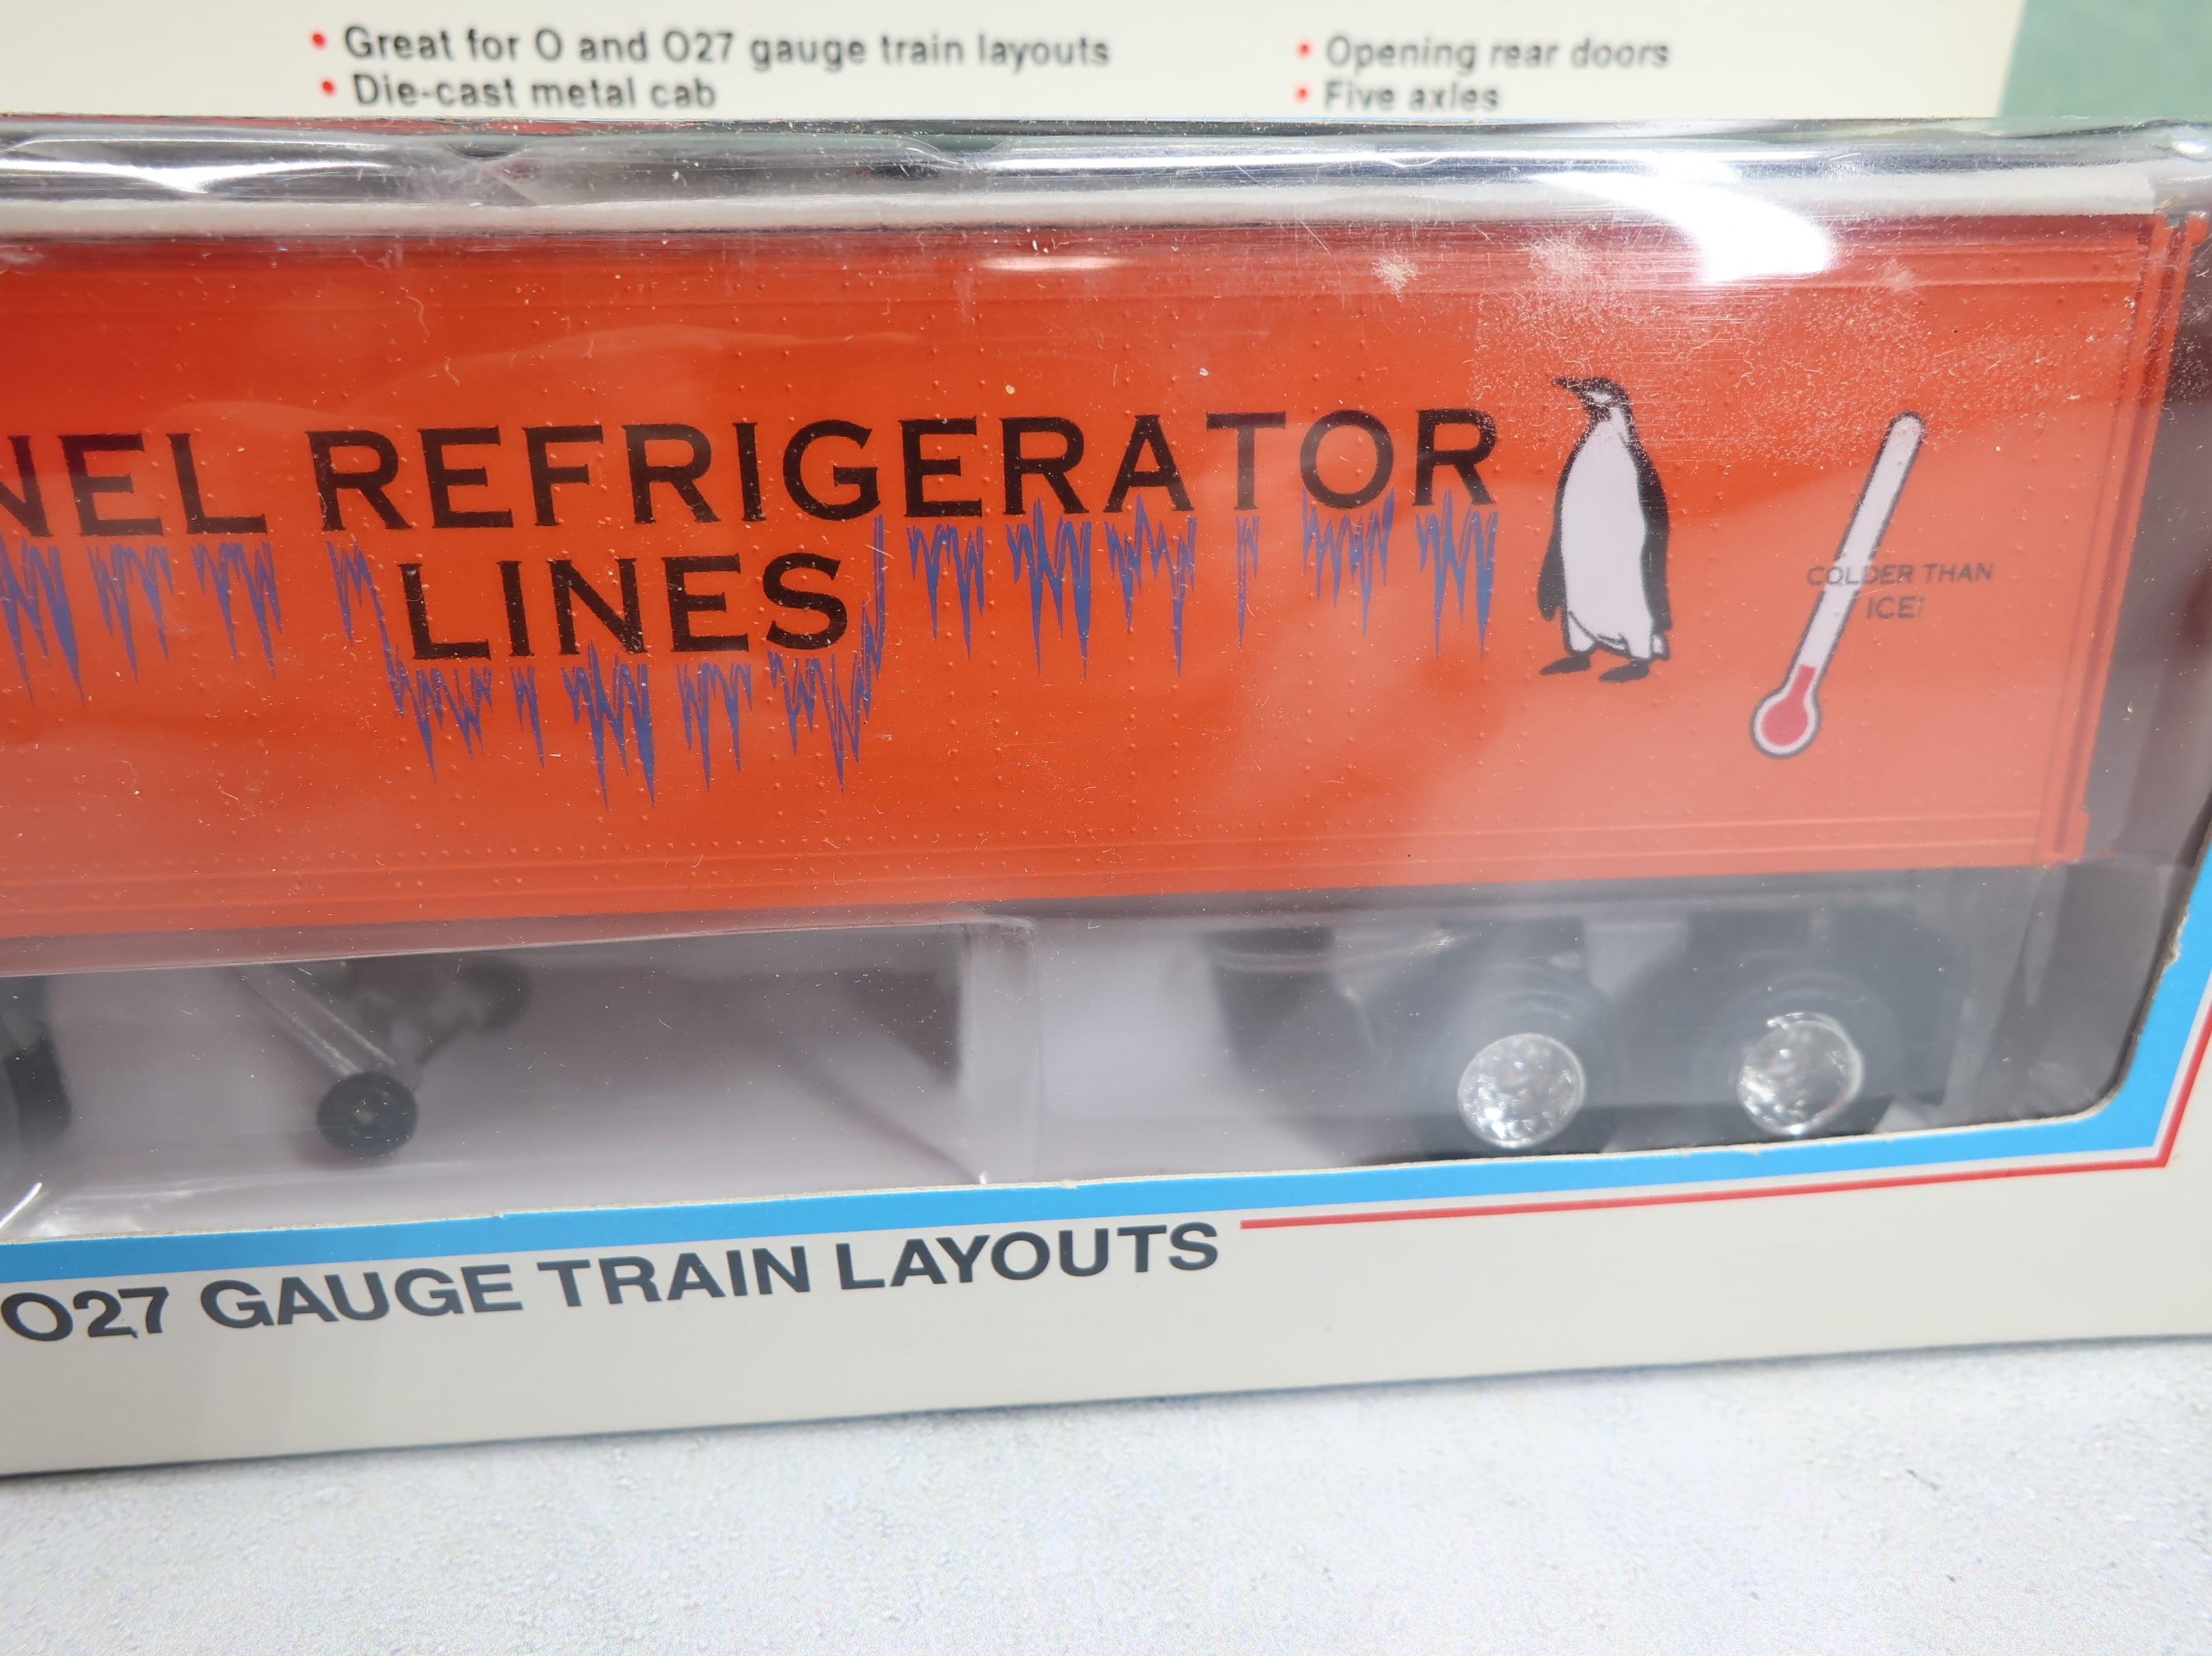 • Great for O and O27 gauge train layouts
• Die-cast metal cab
• Opening rear doors
• Five axles
NEL REFRIGERATOR
LINES
COLDER THAN
ICE!
O27 GAUGE TRAIN LAYOUTS